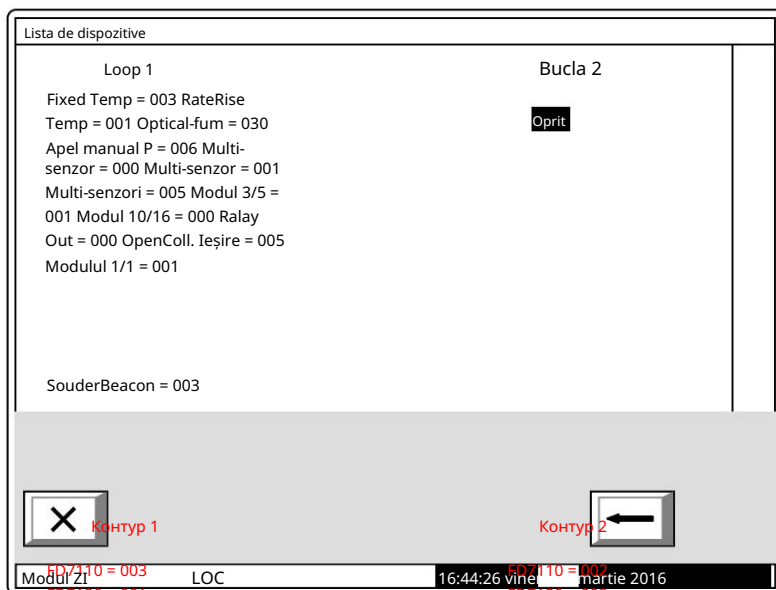 Lista de dispozitive
Loop 1
Bucla 2
Fixed Temp = 003 RateRise
Temp = 001 Optical-fum = 030
Oprit
Apel manual P = 006 Multi-
senzor = 000 Multi-senzor = 001
Multi-senzori = 005 Modul 3/5 =
001 Modul 10/16 = 000 Ralay
Out = 000 OpenColl. Ieșire = 005
Modulul 1/1 = 001
SouderBeacon = 003
Контур 1
Контур 2
FD7110 = 003
FD7110 = 002
Modul ZI
LOC
16:44:26 vine martie 2016